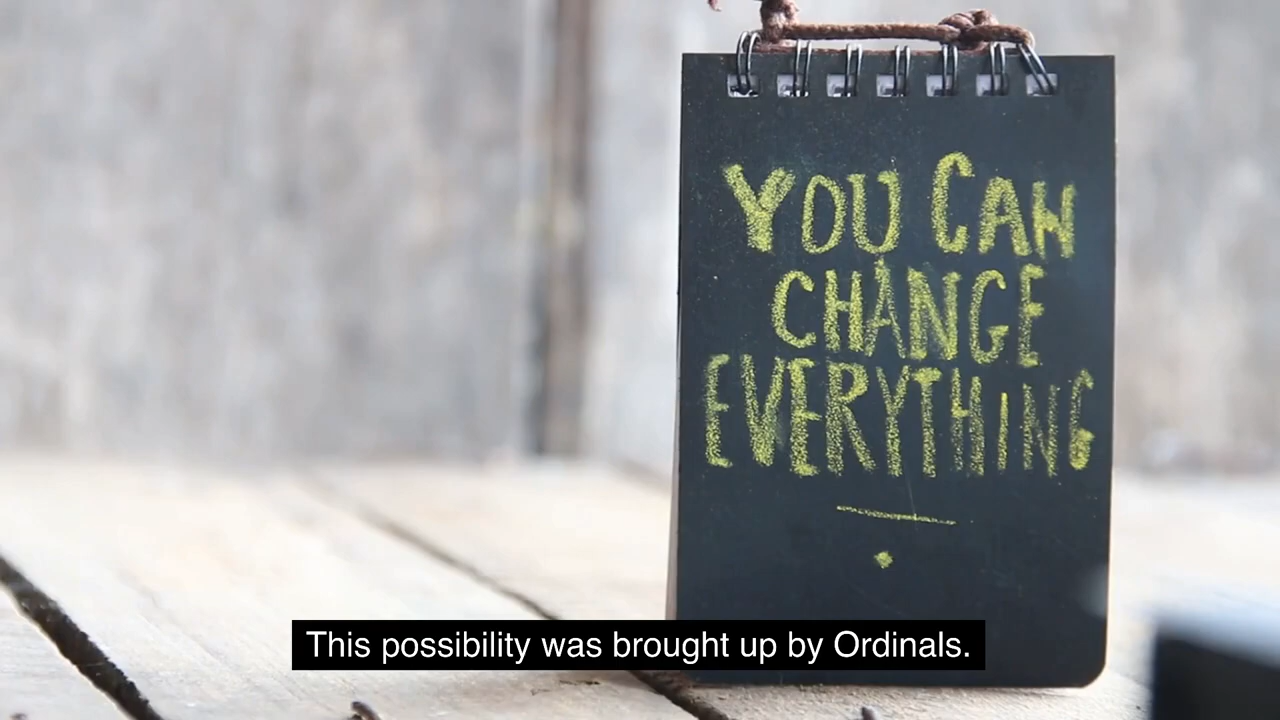 YOU CAN
CHANGE
EVERYTHING
This possibility was brought up by Ordinals.